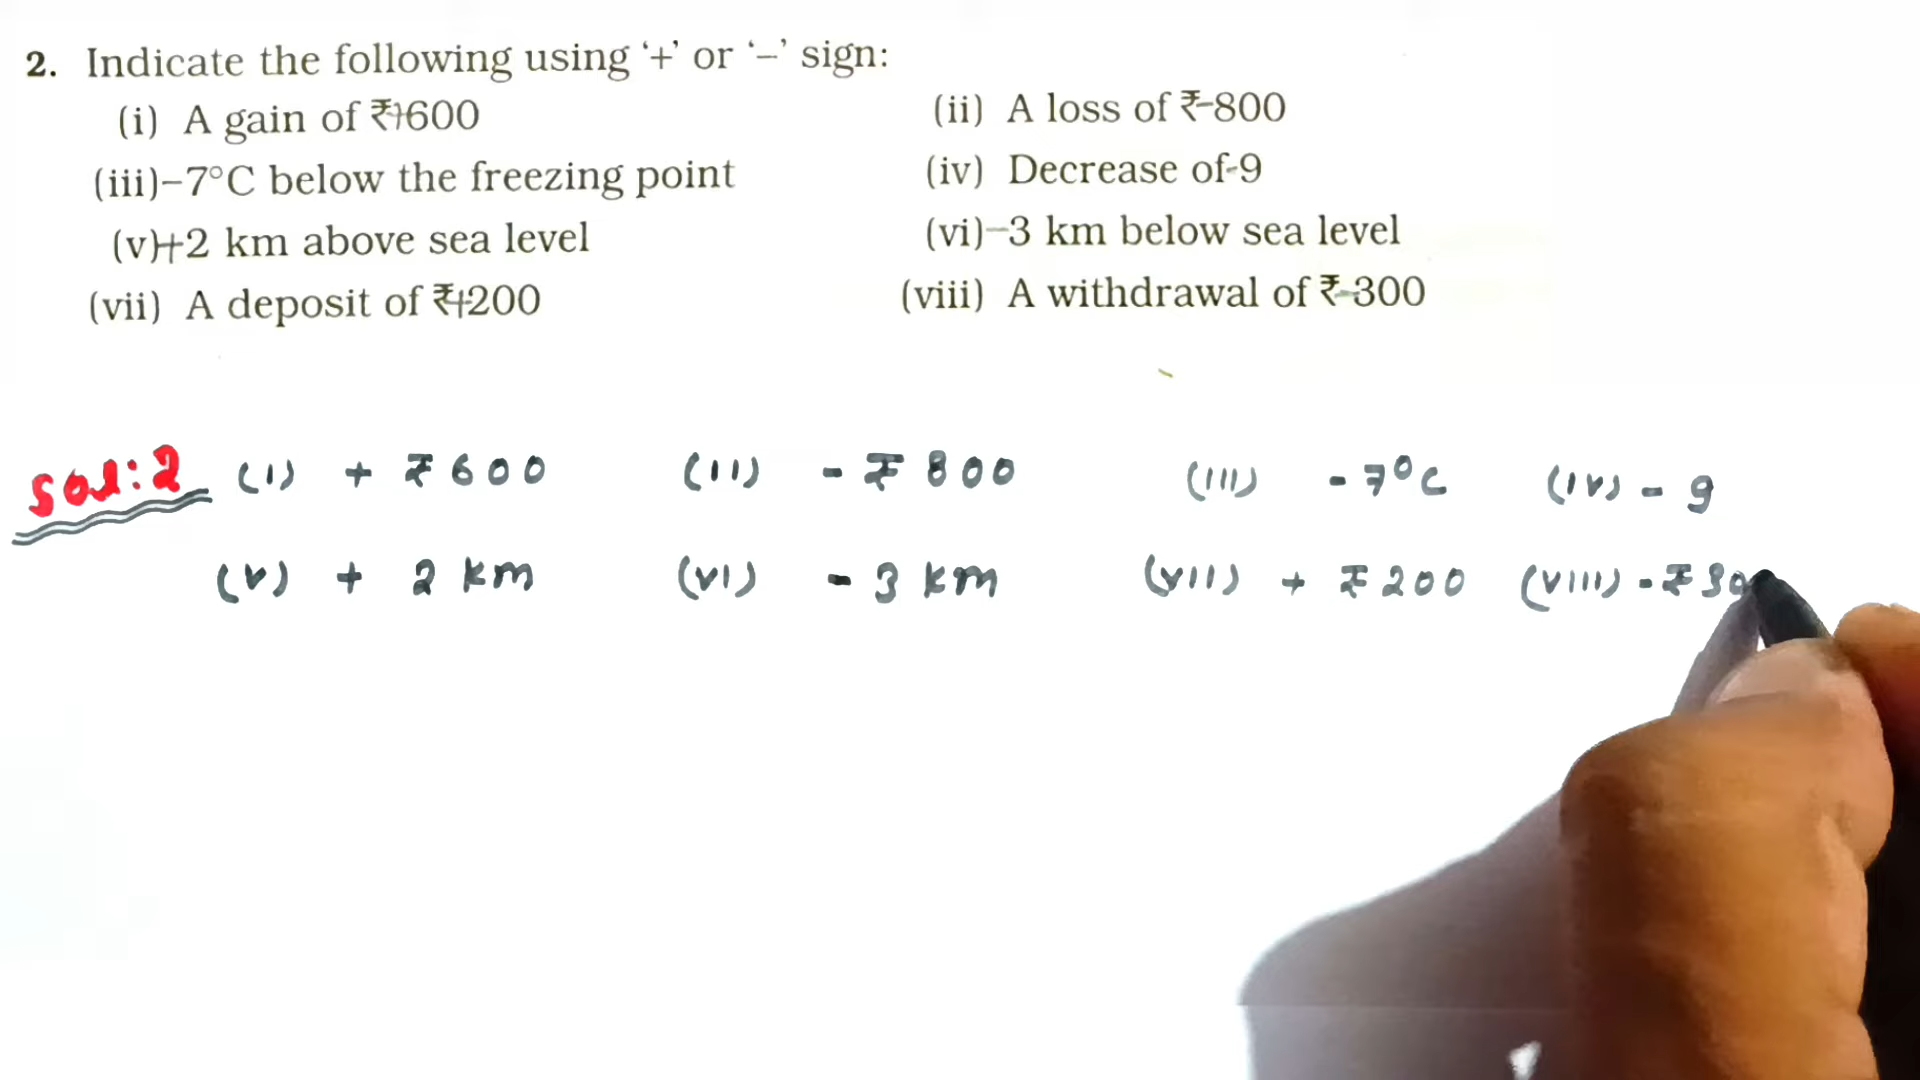 2. Indicate the following using ‘+’ or ‘–’ sign:
(i) A gain of ₹+600 (ii) A loss of ₹-800
(iii) -7°C below the freezing point (iv) Decrease of -9
(v) +2 km above sea level (vi) -3 km below sea level
(vii) A deposit of ₹+200 (viii) A withdrawal of ₹-300
Sol:2 (I) + ₹600 (II) - ₹800 (III) - 7°C (IV) - 9
(V) + 2 km (VI) - 3 km (VII) + ₹200 (VIII) - ₹30